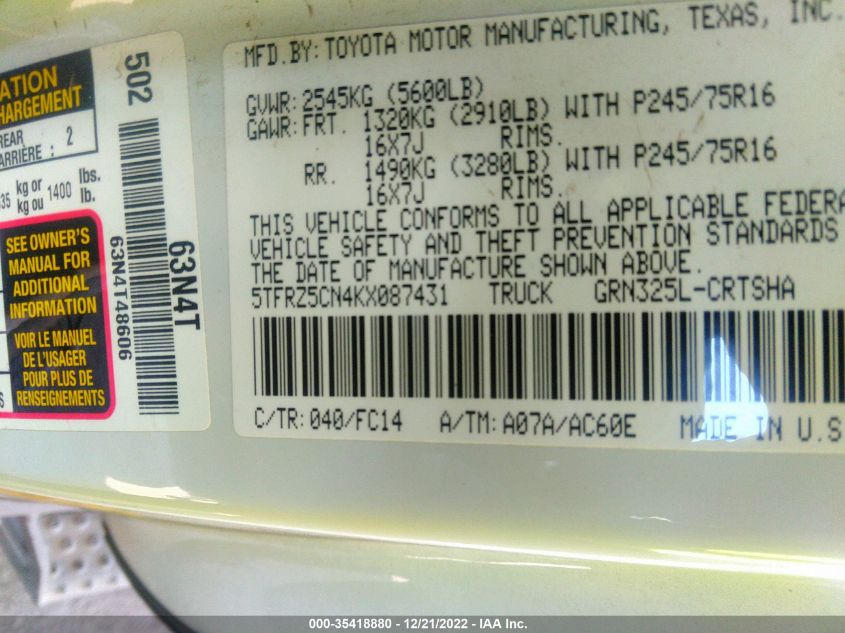 ATION
CHARGEMENT
REAR
ARRIÈRE : 2
35 kg or 1400 lbs.
kg ou lb.
SEE OWNER'S
MANUAL FOR
ADDITIONAL
INFORMATION
VOIR LE MANUEL
DE L'USAGER
POUR PLUS DE
RENSEIGNEMENTS
502
63N4T48606
63N4T
MFD.BY:TOYOTA MOTOR MANUFACTURING, TEXAS, INC.
GVWR:2545KG (5600LB)
GAWR:FRT. 1320KG (2910LB) WITH P245/75R16
16X7J RIMS.
RR. 1490KG (3280LB) WITH P245/75R16
16X7J RIMS.
THIS VEHICLE CONFORMS TO ALL APPLICABLE FEDERA
VEHICLE SAFETY AND THEFT PREVENTION STANDARDS
THE DATE OF MANUFACTURE SHOWN ABOVE.
5TFRZ5CN4KX087431 TRUCK GRN325L-CRTSHA
C/TR:040/FC14 A/TM:A07A/AC60E MADE IN U.S
000-35418880 – 12/21/2022 – IAA Inc.